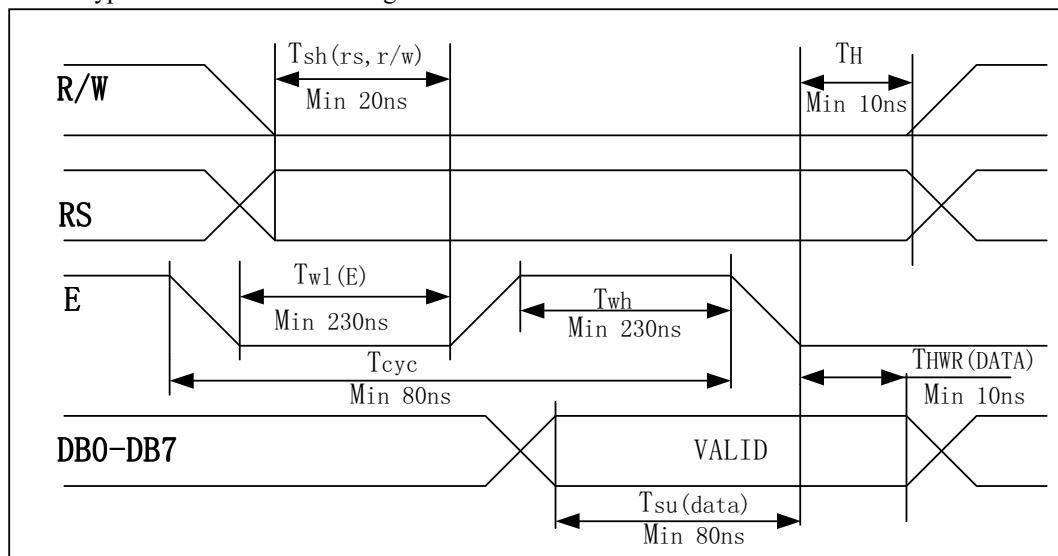 Tsh(rs,r/w)
Min 20ns
TH
Min 10ns
R/W
RS
E
Tw1(E)
Min 230ns
Twh
Min 230ns
Tcyc
Min 80ns
THWR(DATA)
Min 10ns
DB0-DB7
VALID
Tsu(data)
Min 80ns